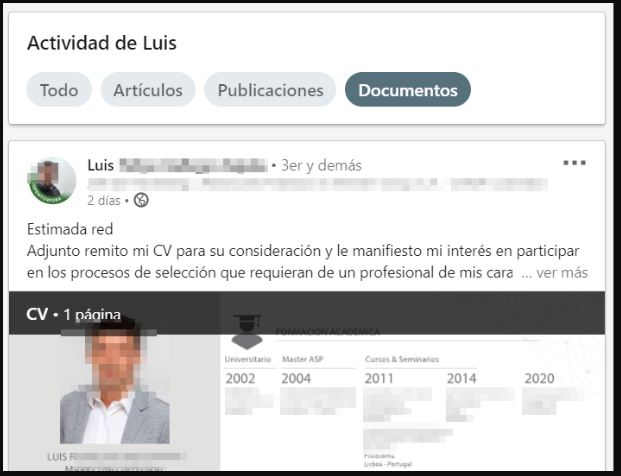 Actividad de Luis
Todo
Artículos
Publicaciones
Documentos
Luis • 3er y demás
2 días •
Estimada red
Adjunto remito mi CV para su consideración y le manifiesto mi interés en participar
en los procesos de selección que requieran de un profesional de mis cara ... ver más
CV • 1 página
FORMACIÓN ACADÉMICA
Universitario
Master ASP
Cursos & Seminarios
2002
2004
2011
2014
2020
Lisboa - Portugal
LUIS